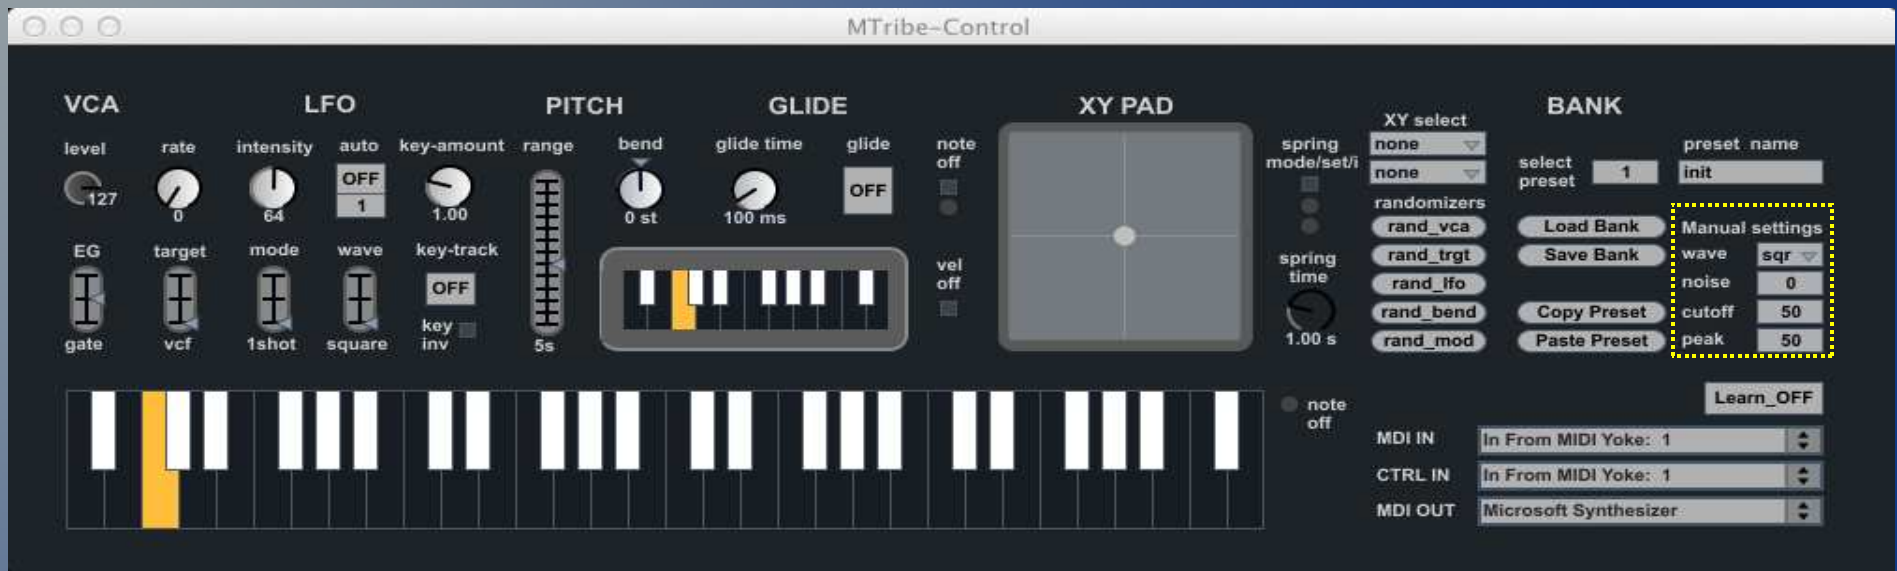 MTribe-Control
VCA
LFO
PITCH
GLIDE
XY PAD
BANK
level
rate
intensity
auto
key-amount
range
bend
glide time
glide
note
off
127
0
64
OFF
1
1.00
0 st
100 ms
OFF
EG
target
mode
wave
key-track
OFF
key
inv
gate
vcf
1shot
square
5s
vel
off
spring
mode/set/i
spring
time
1.00 s
XY select
none
none
randomizers
rand_vca
rand_trgt
rand_lfo
rand_bend
rand_mod
select
preset
1
preset name
init
Load Bank
Save Bank
Copy Preset
Paste Preset
Manual settings
wave sqr
noise 0
cutoff 50
peak 50
note
off
Learn_OFF
MDI IN In From MIDI Yoke: 1
CTRL IN In From MIDI Yoke: 1
MDI OUT Microsoft Synthesizer